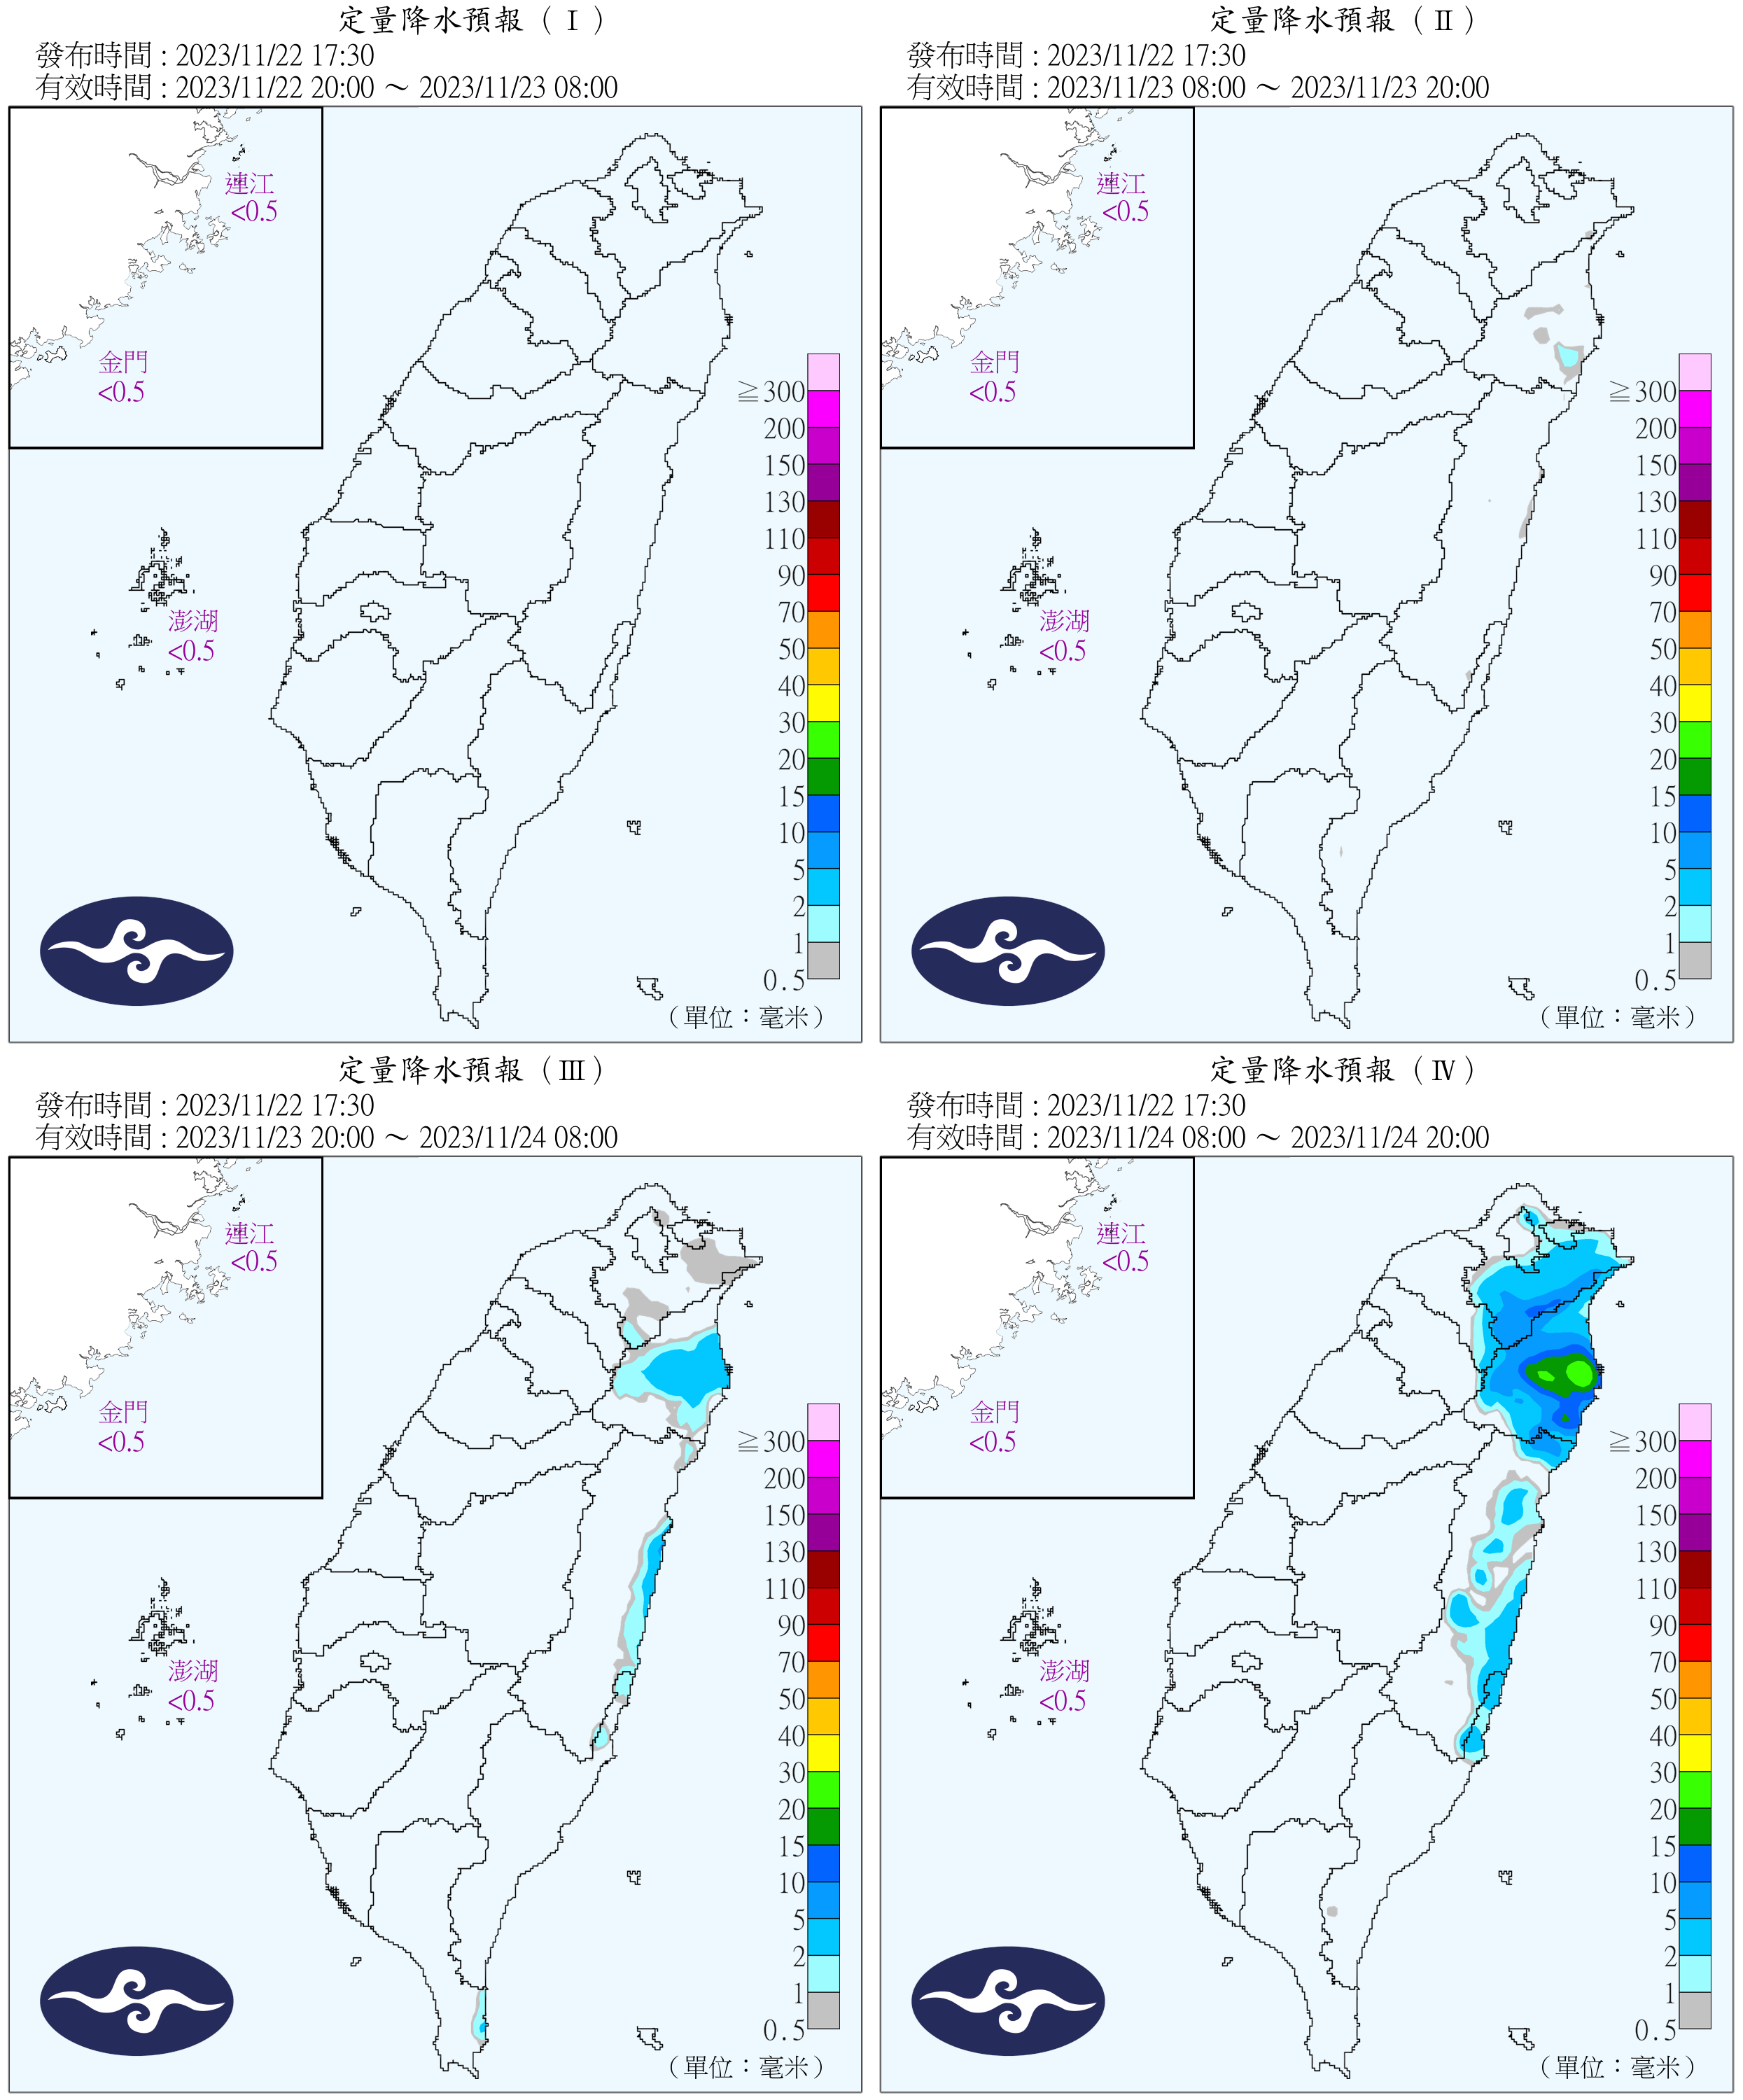 定量降水預報（Ⅰ）
發布時間：2023/11/22 17:30
有效時間：2023/11/22 20:00 ～ 2023/11/23 08:00
連江
<0.5
金門
<0.5
澎湖
<0.5
≧300
200
150
130
110
90
70
50
40
30
20
15
10
5
2
1
0.5
（單位：毫米）
定量降水預報（Ⅱ）
發布時間：2023/11/22 17:30
有效時間：2023/11/23 08:00 ～ 2023/11/23 20:00
連江
<0.5
金門
<0.5
澎湖
<0.5
≧300
200
150
130
110
90
70
50
40
30
20
15
10
5
2
1
0.5
（單位：毫米）
定量降水預報（Ⅲ）
發布時間：2023/11/22 17:30
有效時間：2023/11/23 20:00 ～ 2023/11/24 08:00
連江
<0.5
金門
<0.5
澎湖
<0.5
≧300
200
150
130
110
90
70
50
40
30
20
15
10
5
2
1
0.5
（單位：毫米）
定量降水預報（Ⅳ）
發布時間：2023/11/22 17:30
有效時間：2023/11/24 08:00 ～ 2023/11/24 20:00
連江
<0.5
金門
<0.5
澎湖
<0.5
≧300
200
150
130
110
90
70
50
40
30
20
15
10
5
2
1
0.5
（單位：毫米）